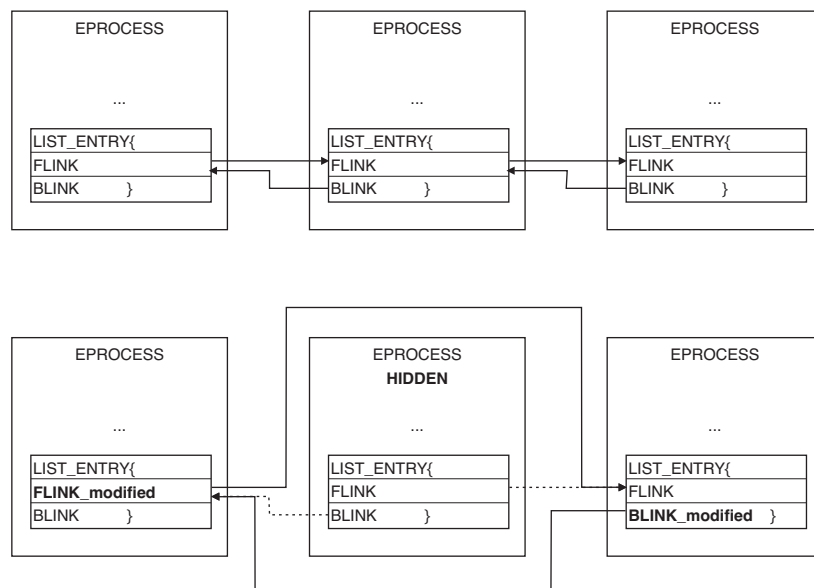 EPROCESS EPROCESS EPROCESS
... ... ...
LIST_ENTRY{ LIST_ENTRY{ LIST_ENTRY{
FLINK FLINK FLINK
BLINK } BLINK } BLINK }
EPROCESS EPROCESS EPROCESS
HIDDEN
... ... ...
LIST_ENTRY{ LIST_ENTRY{ LIST_ENTRY{
FLINK_modified FLINK FLINK
BLINK } BLINK } BLINK_modified }